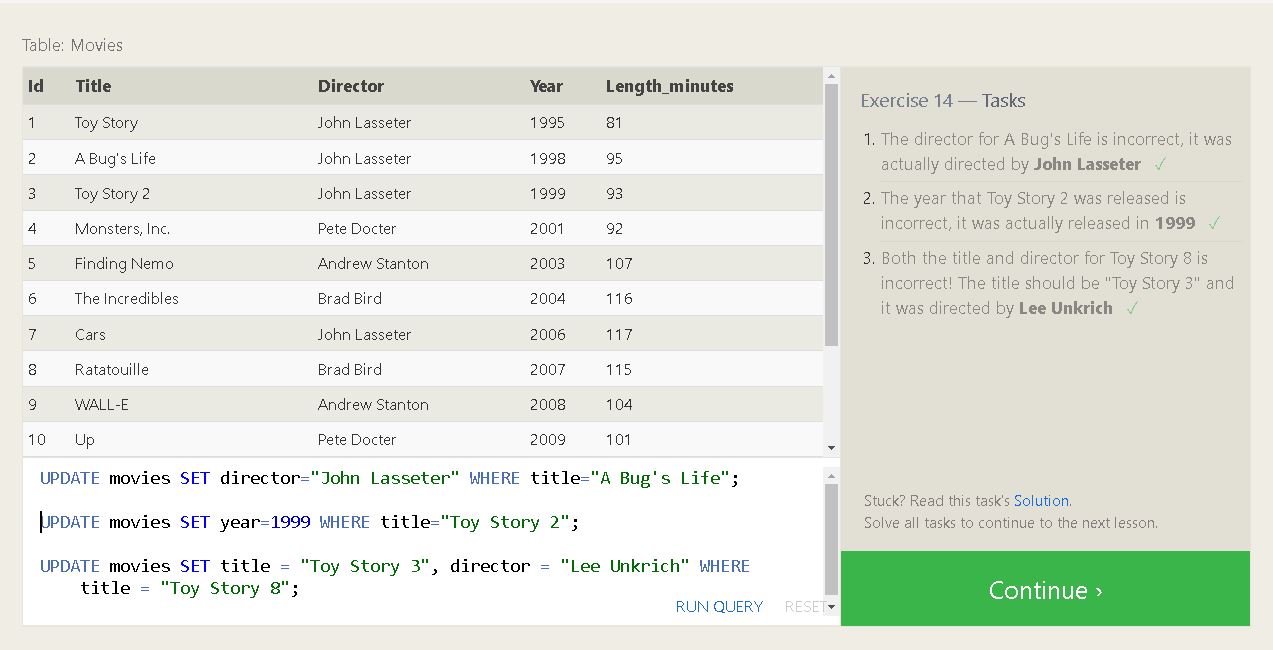 Table: Movies
Id Title Director Year Length_minutes
1 Toy Story John Lasseter 1995 81
2 A Bug's Life John Lasseter 1998 95
3 Toy Story 2 John Lasseter 1999 93
4 Monsters, Inc. Pete Docter 2001 92
5 Finding Nemo Andrew Stanton 2003 107
6 The Incredibles Brad Bird 2004 116
7 Cars John Lasseter 2006 117
8 Ratatouille Brad Bird 2007 115
9 WALL-E Andrew Stanton 2008 104
10 Up Pete Docter 2009 101
UPDATE movies SET director="John Lasseter" WHERE title="A Bug's Life";
UPDATE movies SET year=1999 WHERE title="Toy Story 2";
UPDATE movies SET title = "Toy Story 3", director = "Lee Unkrich" WHERE
title = "Toy Story 8";
RUN QUERY RESET
Exercise 14 — Tasks
1. The director for A Bug's Life is incorrect, it was
actually directed by John Lasseter ✓
2. The year that Toy Story 2 was released is
incorrect, it was actually released in 1999 ✓
3. Both the title and director for Toy Story 8 is
incorrect! The title should be "Toy Story 3" and
it was directed by Lee Unkrich ✓
Stuck? Read this task's Solution.
Solve all tasks to continue to the next lesson.
Continue ›